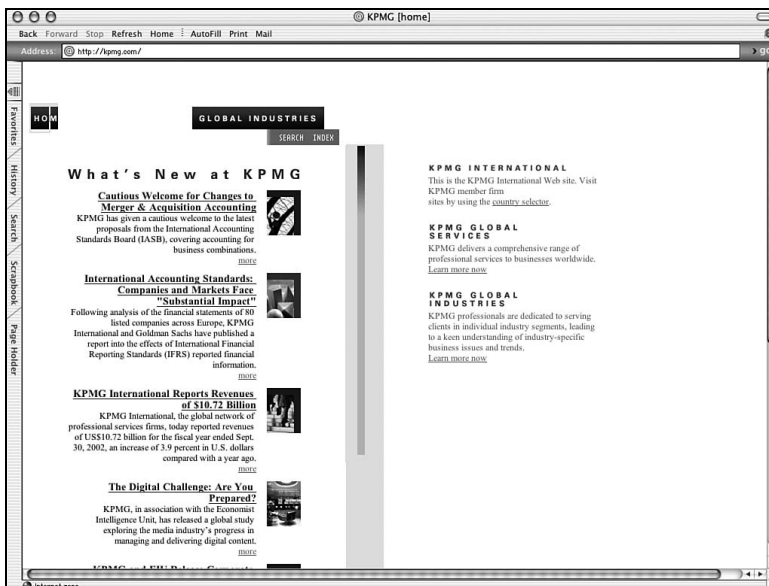 KPMG [home]
Back Forward Stop Refresh Home AutoFill Print Mail
Address: http://kpmg.com/
Favorites
History
Search
Scrapbook
Page Holder
HOM
GLOBAL INDUSTRIES
SEARCH INDEX
What's New at KPMG
Cautious Welcome for Changes to
Merger & Acquisition Accounting
KPMG has given a cautious welcome to the latest
proposals from the International Accounting
Standards Board (IASB), covering accounting for
business combinations.
more
International Accounting Standards:
Companies and Markets Face
"Substantial Impact"
Following analysis of the financial statements of 80
listed companies across Europe, KPMG
International and Goldman Sachs have published a
report into the effects of International Financial
Reporting Standards (IFRS) reported financial
information.
more
KPMG International Reports Revenues
of $10.72 Billion
KPMG International, the global network of
professional services firms, today reported revenues
of US$10.72 billion for the fiscal year ended Sept.
30, 2002, an increase of 3.9 percent in U.S. dollars
compared with a year ago.
more
The Digital Challenge: Are You
Prepared?
KPMG, in association with the Economist
Intelligence Unit, has released a global study
exploring the media industry's progress in
managing and delivering digital content.
more
KPMG INTERNATIONAL
This is the KPMG International Web site. Visit
KPMG member firm
sites by using the country selector.
KPMG GLOBAL
SERVICES
KPMG delivers a comprehensive range of
professional services to businesses worldwide.
Learn more now
KPMG GLOBAL
INDUSTRIES
KPMG professionals are dedicated to serving
clients in individual industry segments, leading
to a keen understanding of industry-specific
business issues and trends.
Learn more now